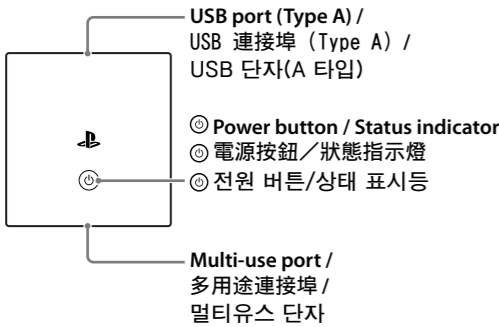 USB port (Type A) /
USB 連接埠（Type A）/
USB 단자(A 타입)
⏻ Power button / Status indicator
⏻ 電源按鈕／狀態指示燈
⏻ 전원 버튼/상태 표시등
Multi-use port /
多用途連接埠 /
멀티유스 단자